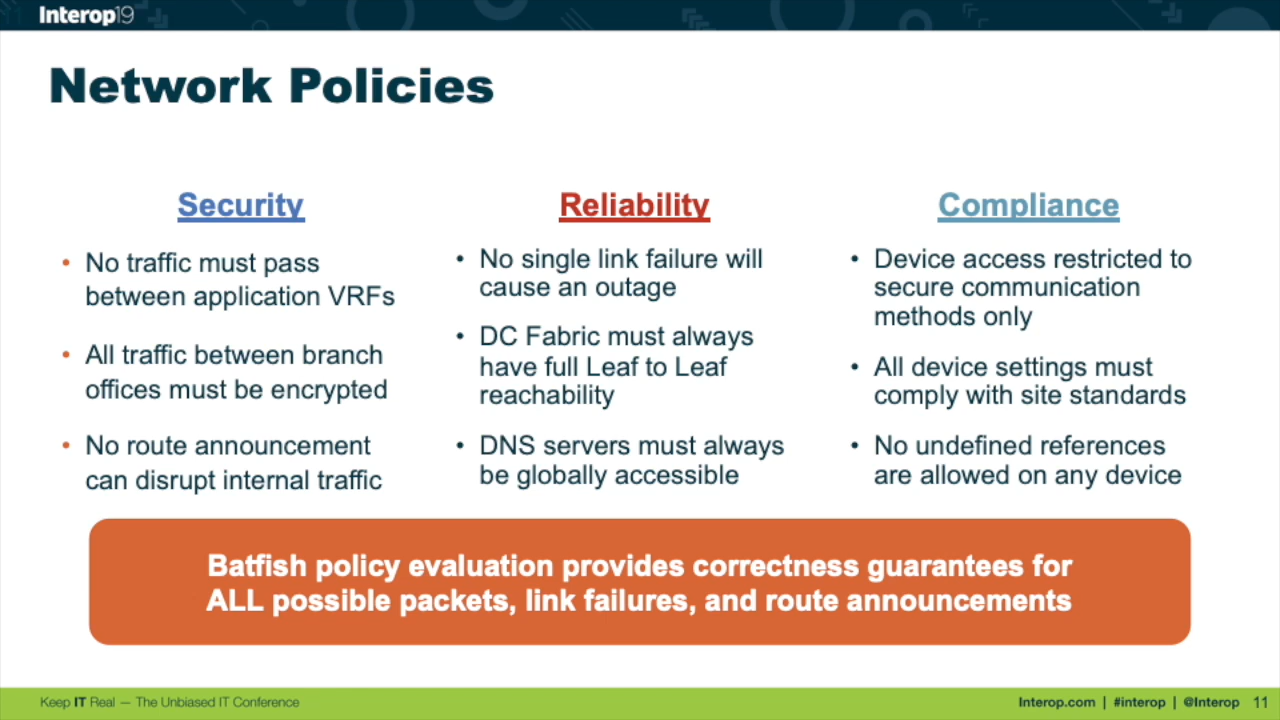 Interop19
Network Policies
Security
• No traffic must pass
between application VRFs
• All traffic between branch
offices must be encrypted
• No route announcement
can disrupt internal traffic
Reliability
• No single link failure will
cause an outage
• DC Fabric must always
have full Leaf to Leaf
reachability
• DNS servers must always
be globally accessible
Compliance
• Device access restricted to
secure communication
methods only
• All device settings must
comply with site standards
• No undefined references
are allowed on any device
Batfish policy evaluation provides correctness guarantees for
ALL possible packets, link failures, and route announcements
Keep IT Real — The Unbiased IT Conference
Interop.com | #interop | @Interop 11